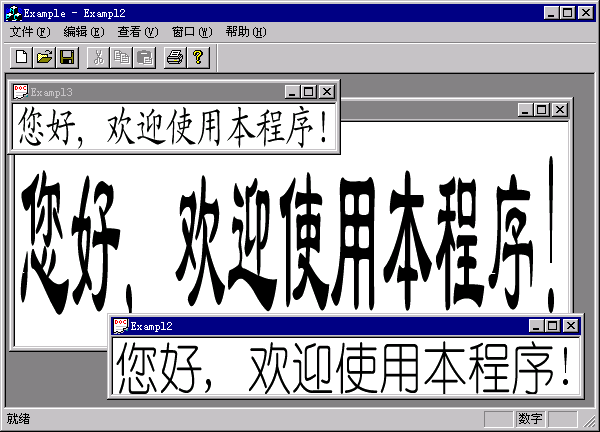 Example - Exampl2
文件(F) 编辑(E) 查看(V) 窗口(W) 帮助(H)
Exampl3
您好，欢迎使用本程序！
您好，欢迎使用本程序！
Exampl2
您好，欢迎使用本程序！
就绪
数字